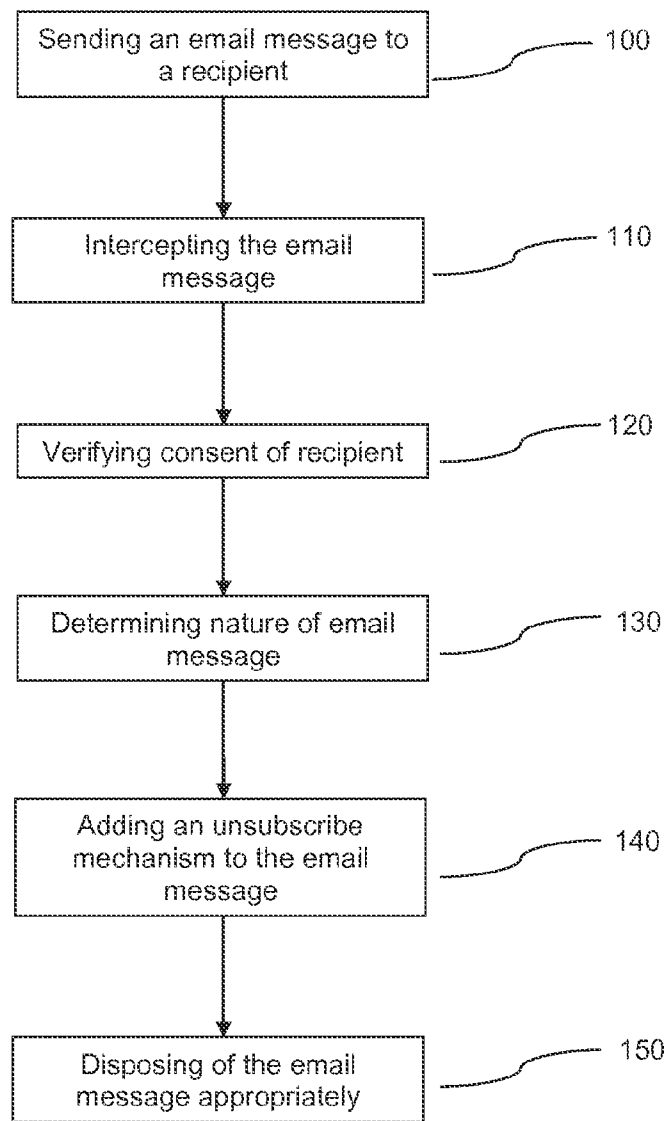 Sending an email message to
a recipient
100
Intercepting the email
message
110
Verifying consent of recipient
120
Determining nature of email
message
130
Adding an unsubscribe
mechanism to the email
message
140
Disposing of the email
message appropriately
150